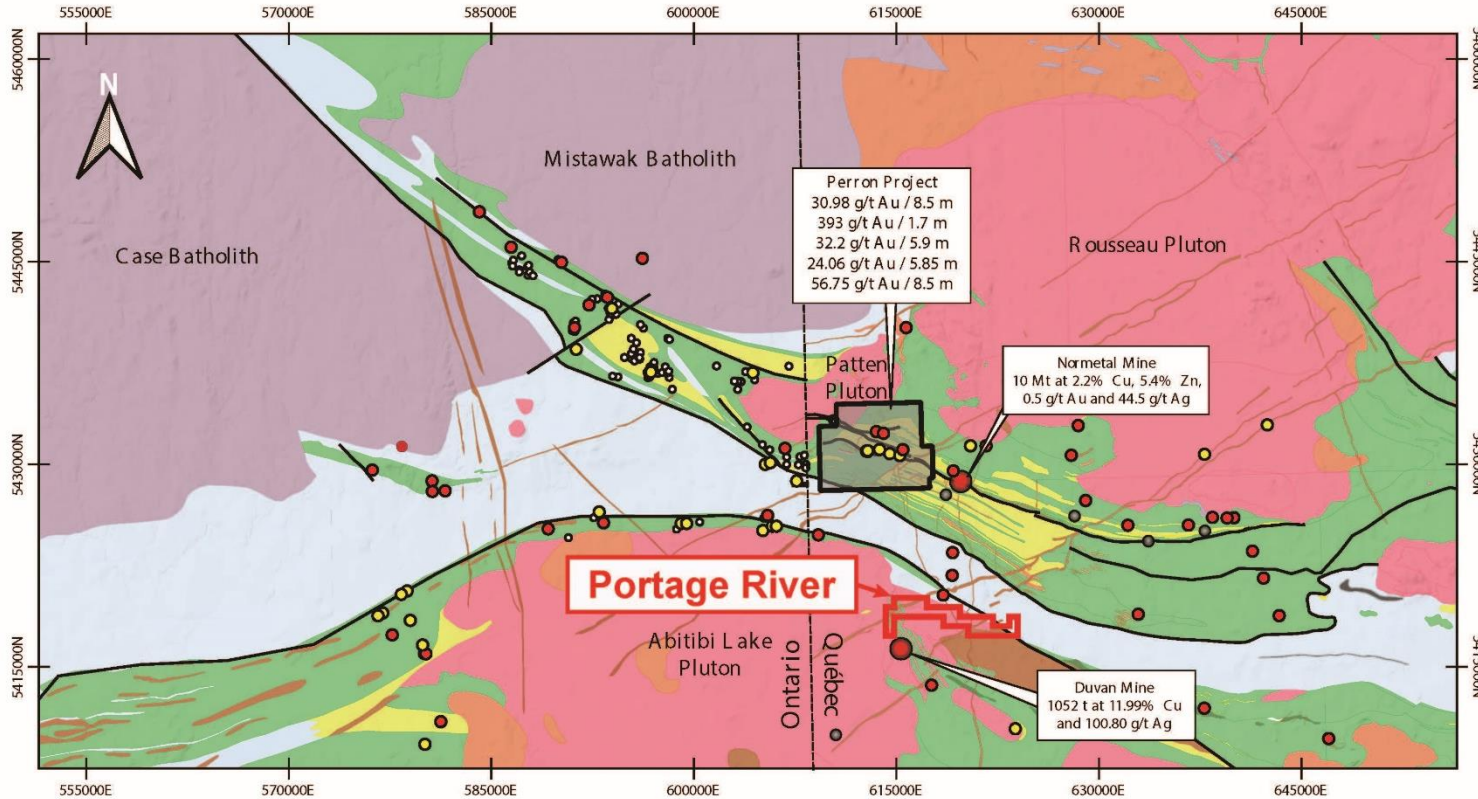 555000E 570000E 585000E 600000E 615000E 630000E 645000E
5460000N
5460000N
N
Mistawak Batholith
Perron Project
30.98 g/t Au / 8.5 m
393 g/t Au / 1.7 m
32.2 g/t Au / 5.9 m
24.06 g/t Au / 5.85 m
56.75 g/t Au / 8.5 m
Case Batholith
Rousseau Pluton
5445000N
5445000N
Patten
Pluton
Normetal Mine
10 Mt at 2.2% Cu, 5.4% Zn,
0.5 g/t Au and 44.5 g/t Ag
5430000N
5430000N
Portage River
Abitibi Lake
Pluton
Ontario
Québec
5415000N
5415000N
Duvan Mine
1052 t at 11.99% Cu
and 100.80 g/t Ag
555000E 570000E 585000E 600000E 615000E 630000E 645000E